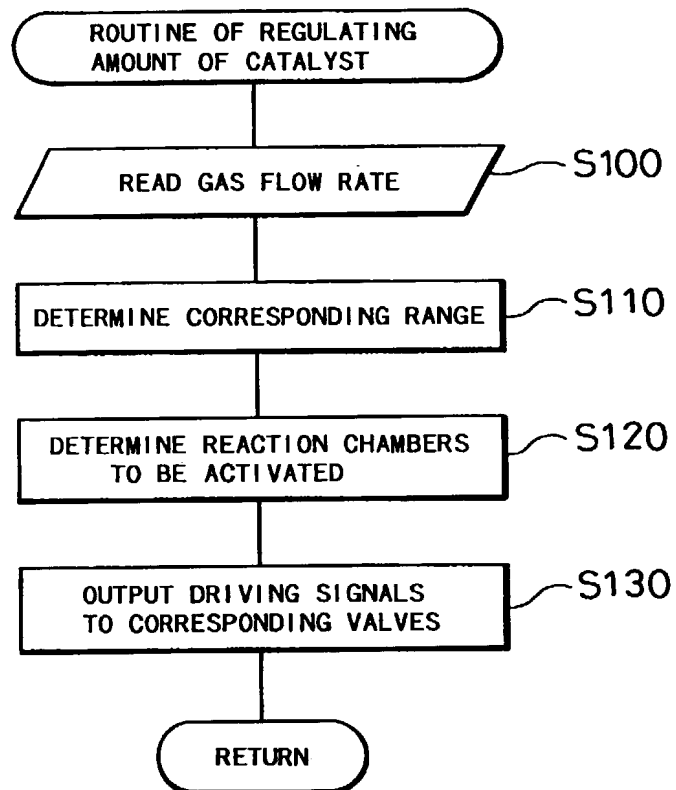 ROUTINE OF REGULATING
AMOUNT OF CATALYST
READ GAS FLOW RATE
S100
DETERMINE CORRESPONDING RANGE
S110
DETERMINE REACTION CHAMBERS
TO BE ACTIVATED
S120
OUTPUT DRIVING SIGNALS
TO CORRESPONDING VALVES
S130
RETURN